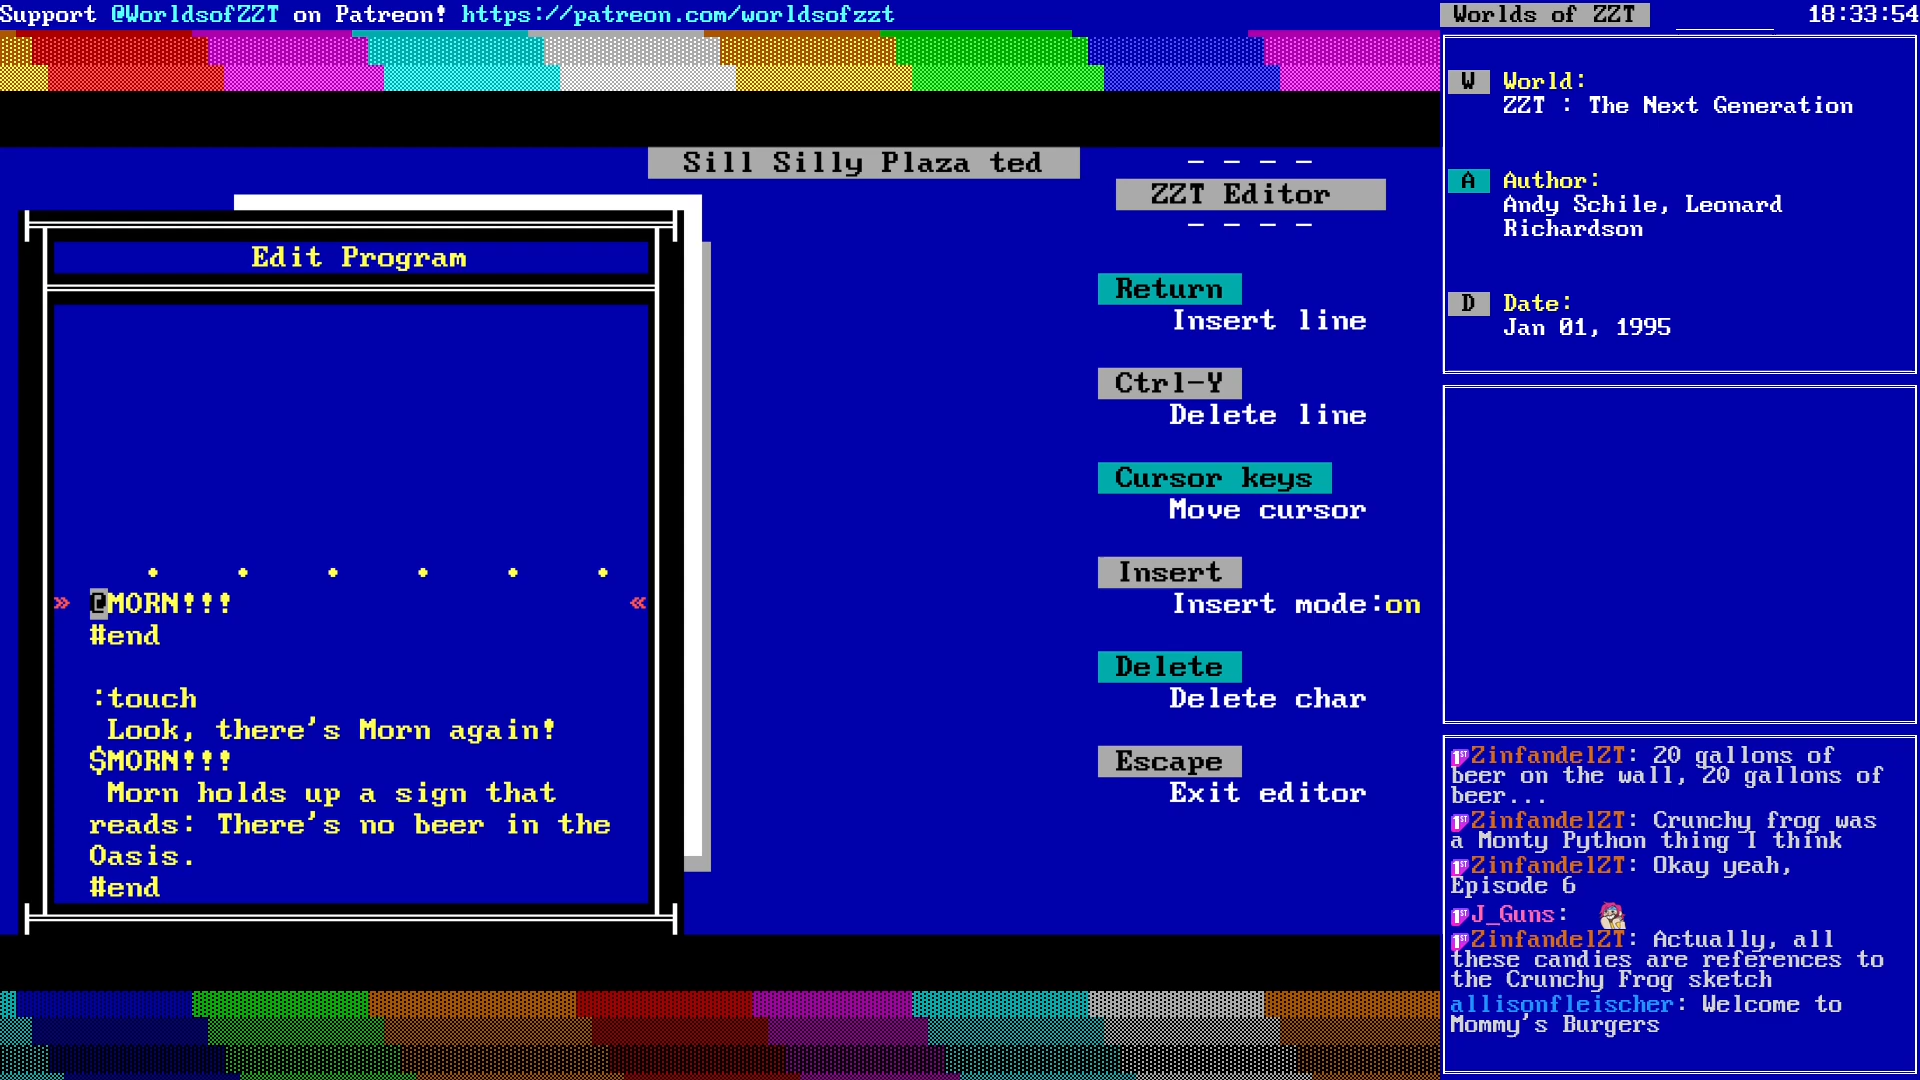 Support @WorldsofZZT on Patreon! https://patreon.com/worldsofzzt
Worlds of ZZT
18:33:54
W World:
ZZT : The Next Generation
A Author:
Andy Schile, Leonard
Richardson
D Date:
Jan 01, 1995
Sill Silly Plaza ted
- - - -
ZZT Editor
- - - -
Return
Insert line
Ctrl-Y
Delete line
Cursor keys
Move cursor
Insert
Insert mode:on
Delete
Delete char
Escape
Exit editor
Edit Program
• • • • • •
» @MORN!!! «
#end
:touch
Look, there's Morn again!
$MORN!!!
Morn holds up a sign that
reads: There's no beer in the
Oasis.
#end
1ST ZinfandelZT: 20 gallons of
beer on the wall, 20 gallons of
beer...
1ST ZinfandelZT: Crunchy frog was
a Monty Python thing I think
1ST ZinfandelZT: Okay yeah,
Episode 6
1ST J_Guns:
1ST ZinfandelZT: Actually, all
these candies are references to
the Crunchy Frog sketch
allisonfleischer: Welcome to
Mommy's Burgers